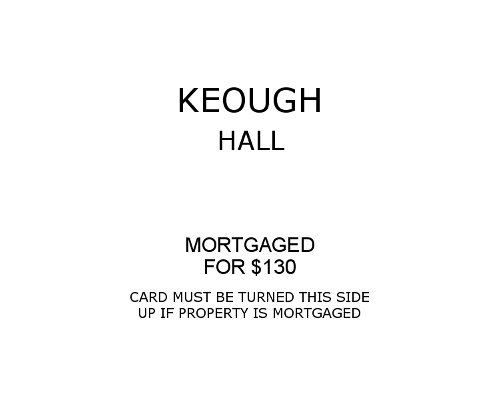 KEOUGH
HALL
MORTGAGED
FOR $130
CARD MUST BE TURNED THIS SIDE
UP IF PROPERTY IS MORTGAGED